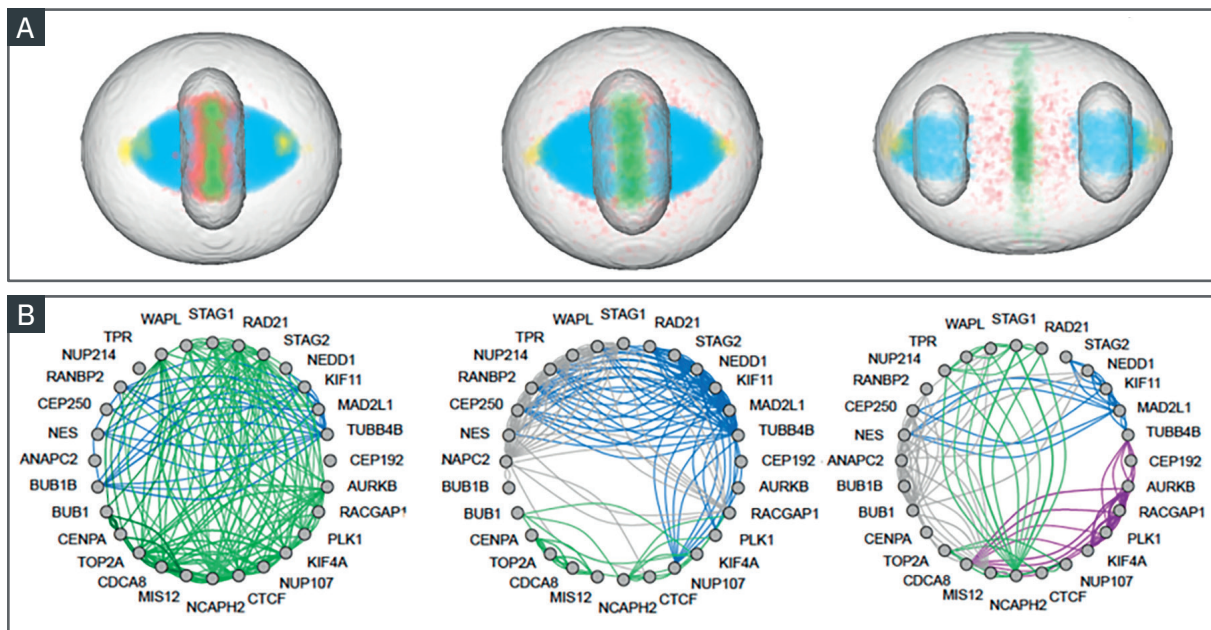 A
B
STAG1
RAD21
STAG2
NEDD1
KIF11
MAD2L1
TUBB4B
CEP192
AURKB
RACGAP1
PLK1
KIF4A
NUP107
CTCF
NCAPH2
MIS12
CDCA8
TOP2A
CENPA
BUB1
BUB1B
ANAPC2
NES
CEP250
RANBP2
NUP214
TPR
WAPL
STAG1
RAD21
STAG2
NEDD1
KIF11
MAD2L1
TUBB4B
CEP192
AURKB
RACGAP1
PLK1
KIF4A
NUP107
CTCF
NCAPH2
MIS12
CDCA8
TOP2A
CENPA
BUB1
BUB1B
NAPC2
NES
CEP250
RANBP2
NUP214
TPR
WAPL
STAG1
RAD21
STAG2
NEDD1
KIF11
MAD2L1
TUBB4B
CEP192
AURKB
RACGAP1
PLK1
KIF4A
NUP107
CTCF
NCAPH2
MIS12
CDCA8
TOP2A
CENPA
BUB1
BUB1B
ANAPC2
NES
CEP250
RANBP2
NUP214
TPR
WAPL